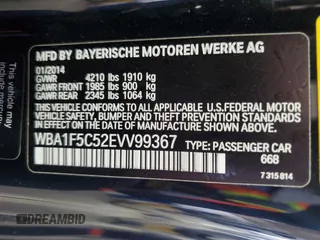 MFD BY BAYERISCHE MOTOREN WERKE AG
01/2014
GVWR 4210 lbs 1910 kg
GAWR FRONT 1985 lbs 900 kg
GAWR REAR 2345 lbs 1064 kg
THIS VEHICLE CONFORMS TO ALL APPLICABLE
U.S. FEDERAL MOTOR VEHICLE SAFETY, BUMPER,
AND THEFT PREVENTION STANDARDS IN EFFECT ON
THE DATE OF MANUFACTURE SHOWN ABOVE.
WBA1F5C52EVV99367 TYPE: PASSENGER CAR
668
7 315 814
This vehicle
manufactur
DREAMBID